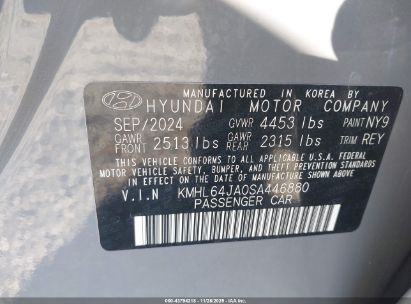 MANUFACTURED IN KOREA BY
HYUNDAI MOTOR COMPANY
SEP/2024 GVWR 4453 lbs PAINT NY9
GAWR FRONT 2513 lbs GAWR REAR 2315 lbs TRIM REY
THIS VEHICLE CONFORMS TO ALL APPLICABLE U.S. FEDERAL
MOTOR VEHICLE SAFETY, BUMPER, AND THEFT PREVENTION
STANDARDS IN EFFECT ON THE DATE OF MANUFACTURE SHOWN ABOVE.
V.I.N KMHL64JA0SA446880
PASSENGER CAR